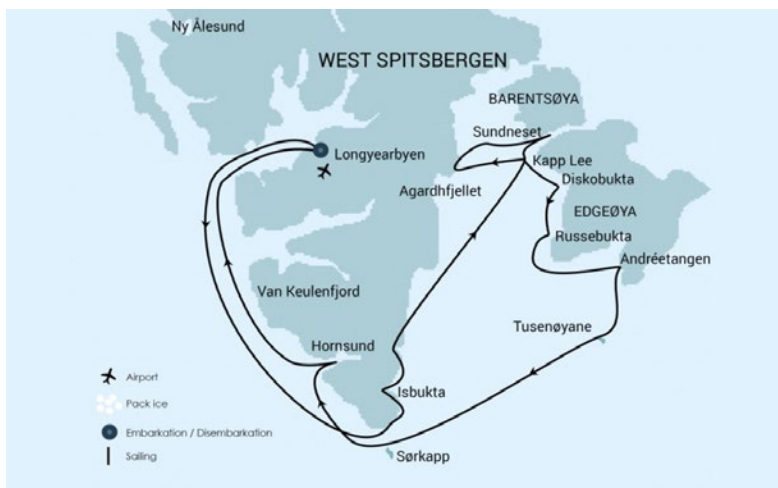 Ny Ålesund
WEST SPITSBERGEN
BARENTSØYA
Sundneset
Longyearbyen
Kapp Lee
Diskobukta
Agardhfjellet
EDGEØYA
Russebukta
Andréetangen
Van Keulenfjord
Tusenøyane
Hornsund
Isbukta
Sørkapp
Airport
Pack ice
Embarkation / Disembarkation
Sailing